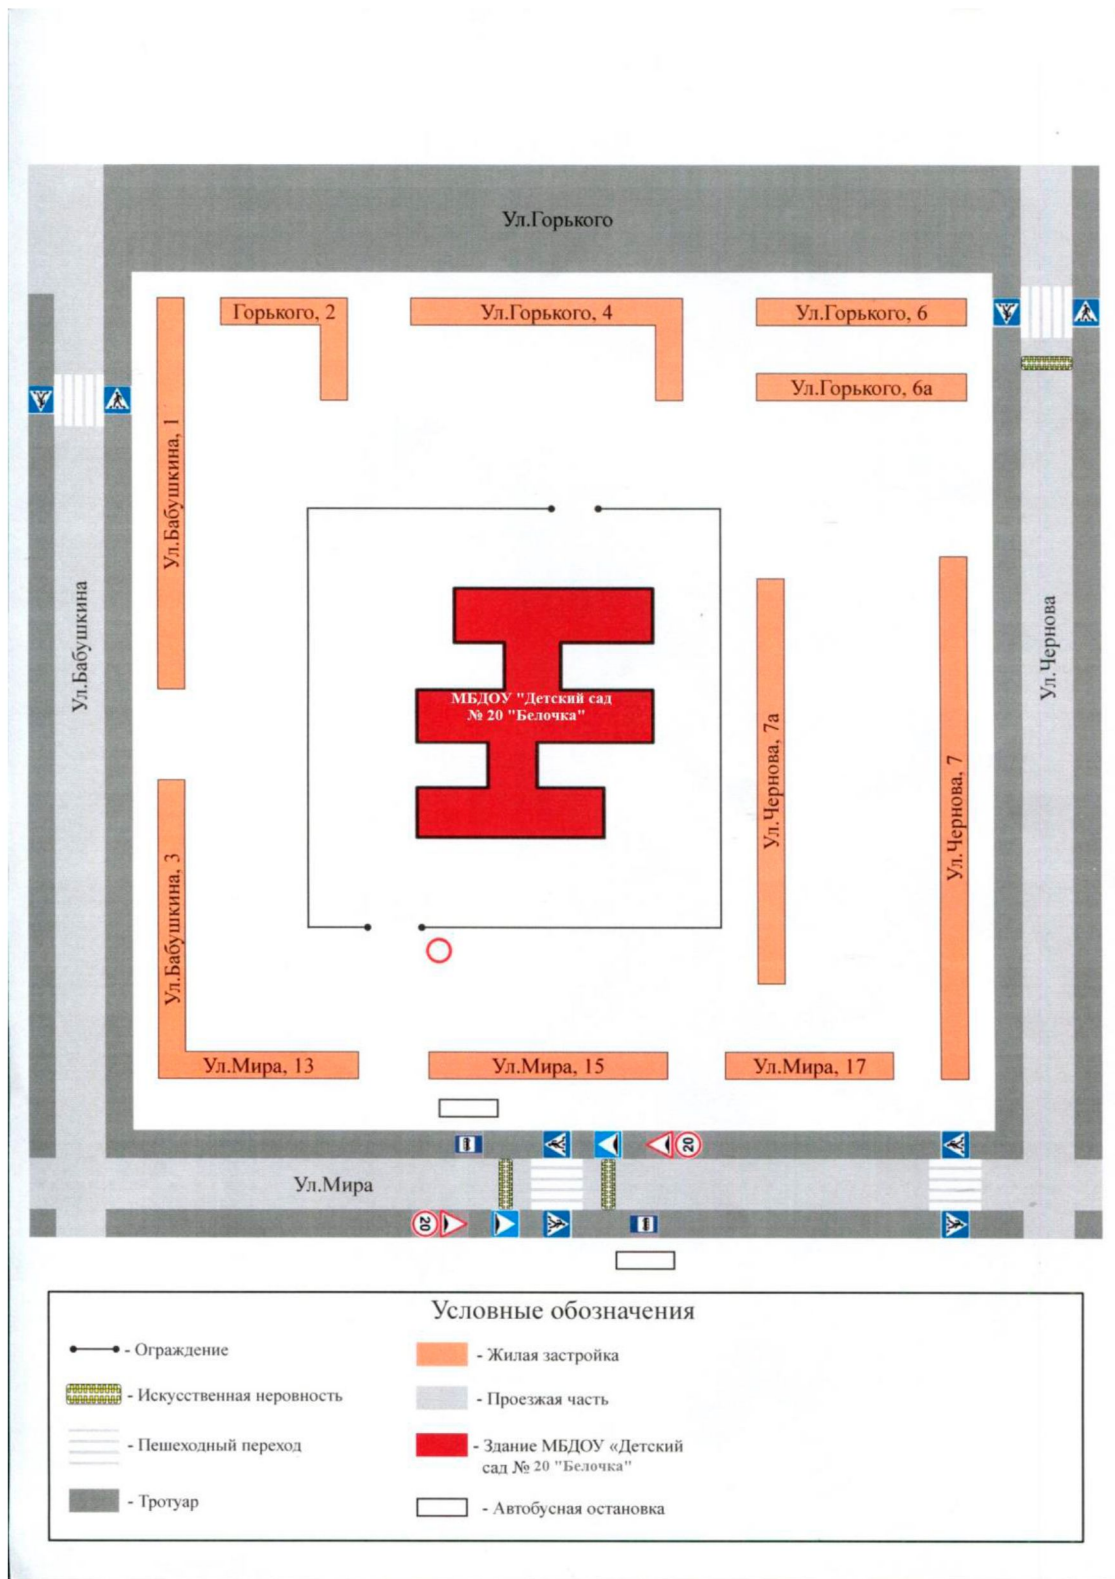 Ул.Горького
Горького, 2
Ул.Горького, 4
Ул.Горького, 6
Ул.Горького, 6а
Ул.Бабушкина, 1
Ул.Бабушкина
Ул.Чернова
МБДОУ "Детский сад
№ 20 "Белочка"
Ул.Чернова, 7а
Ул.Чернова, 7
Ул.Бабушкина, 3
Ул.Мира, 13
Ул.Мира, 15
Ул.Мира, 17
20
Ул.Мира
20
Условные обозначения
- Ограждение
- Искусственная неровность
- Пешеходный переход
- Тротуар
- Жилая застройка
- Проезжая часть
- Здание МБДОУ «Детский
сад № 20 "Белочка"
- Автобусная остановка